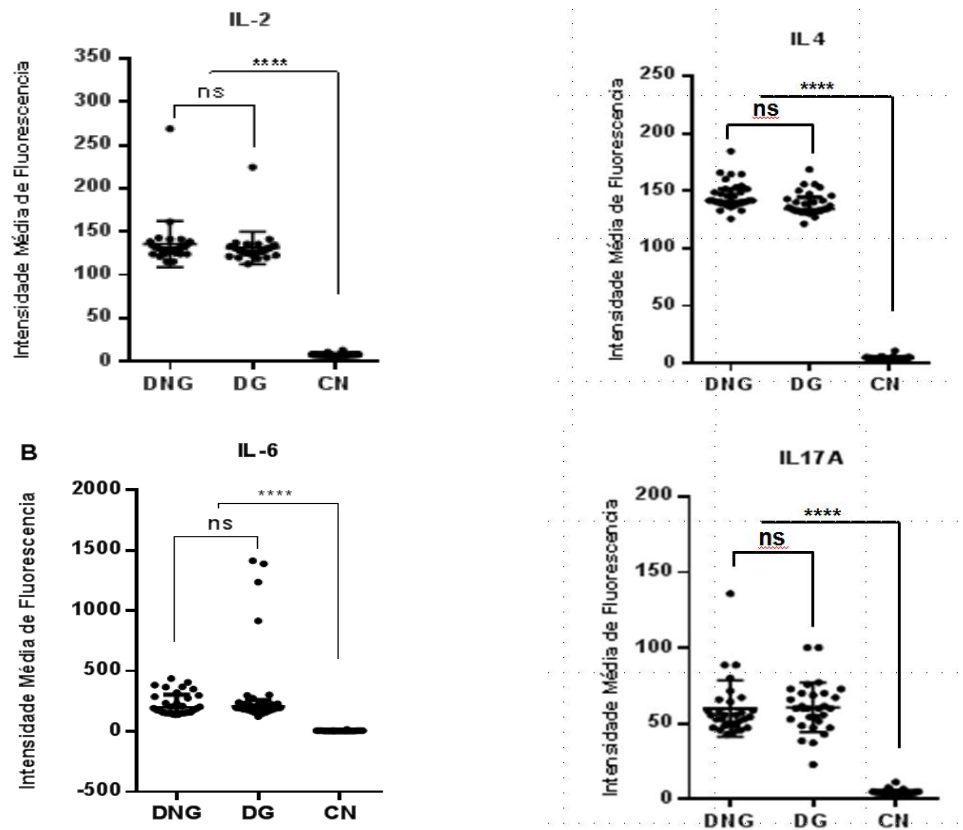 IL-2
Intensidade Média de Fluorescencia
350
300
250
200
150
100
50
0
****
ns
DNG DG CN
IL4
Intensidade Média de Fluorescencia
250
200
150
100
50
0
****
ns
DNG DG CN
B
IL-6
Intensidade Média de Fluorescencia
2000
1500
1000
500
0
-500
****
ns
DNG DG CN
IL17A
Intensidade Média de Fluorescencia
200
150
100
50
0
****
ns
DNG DG CN